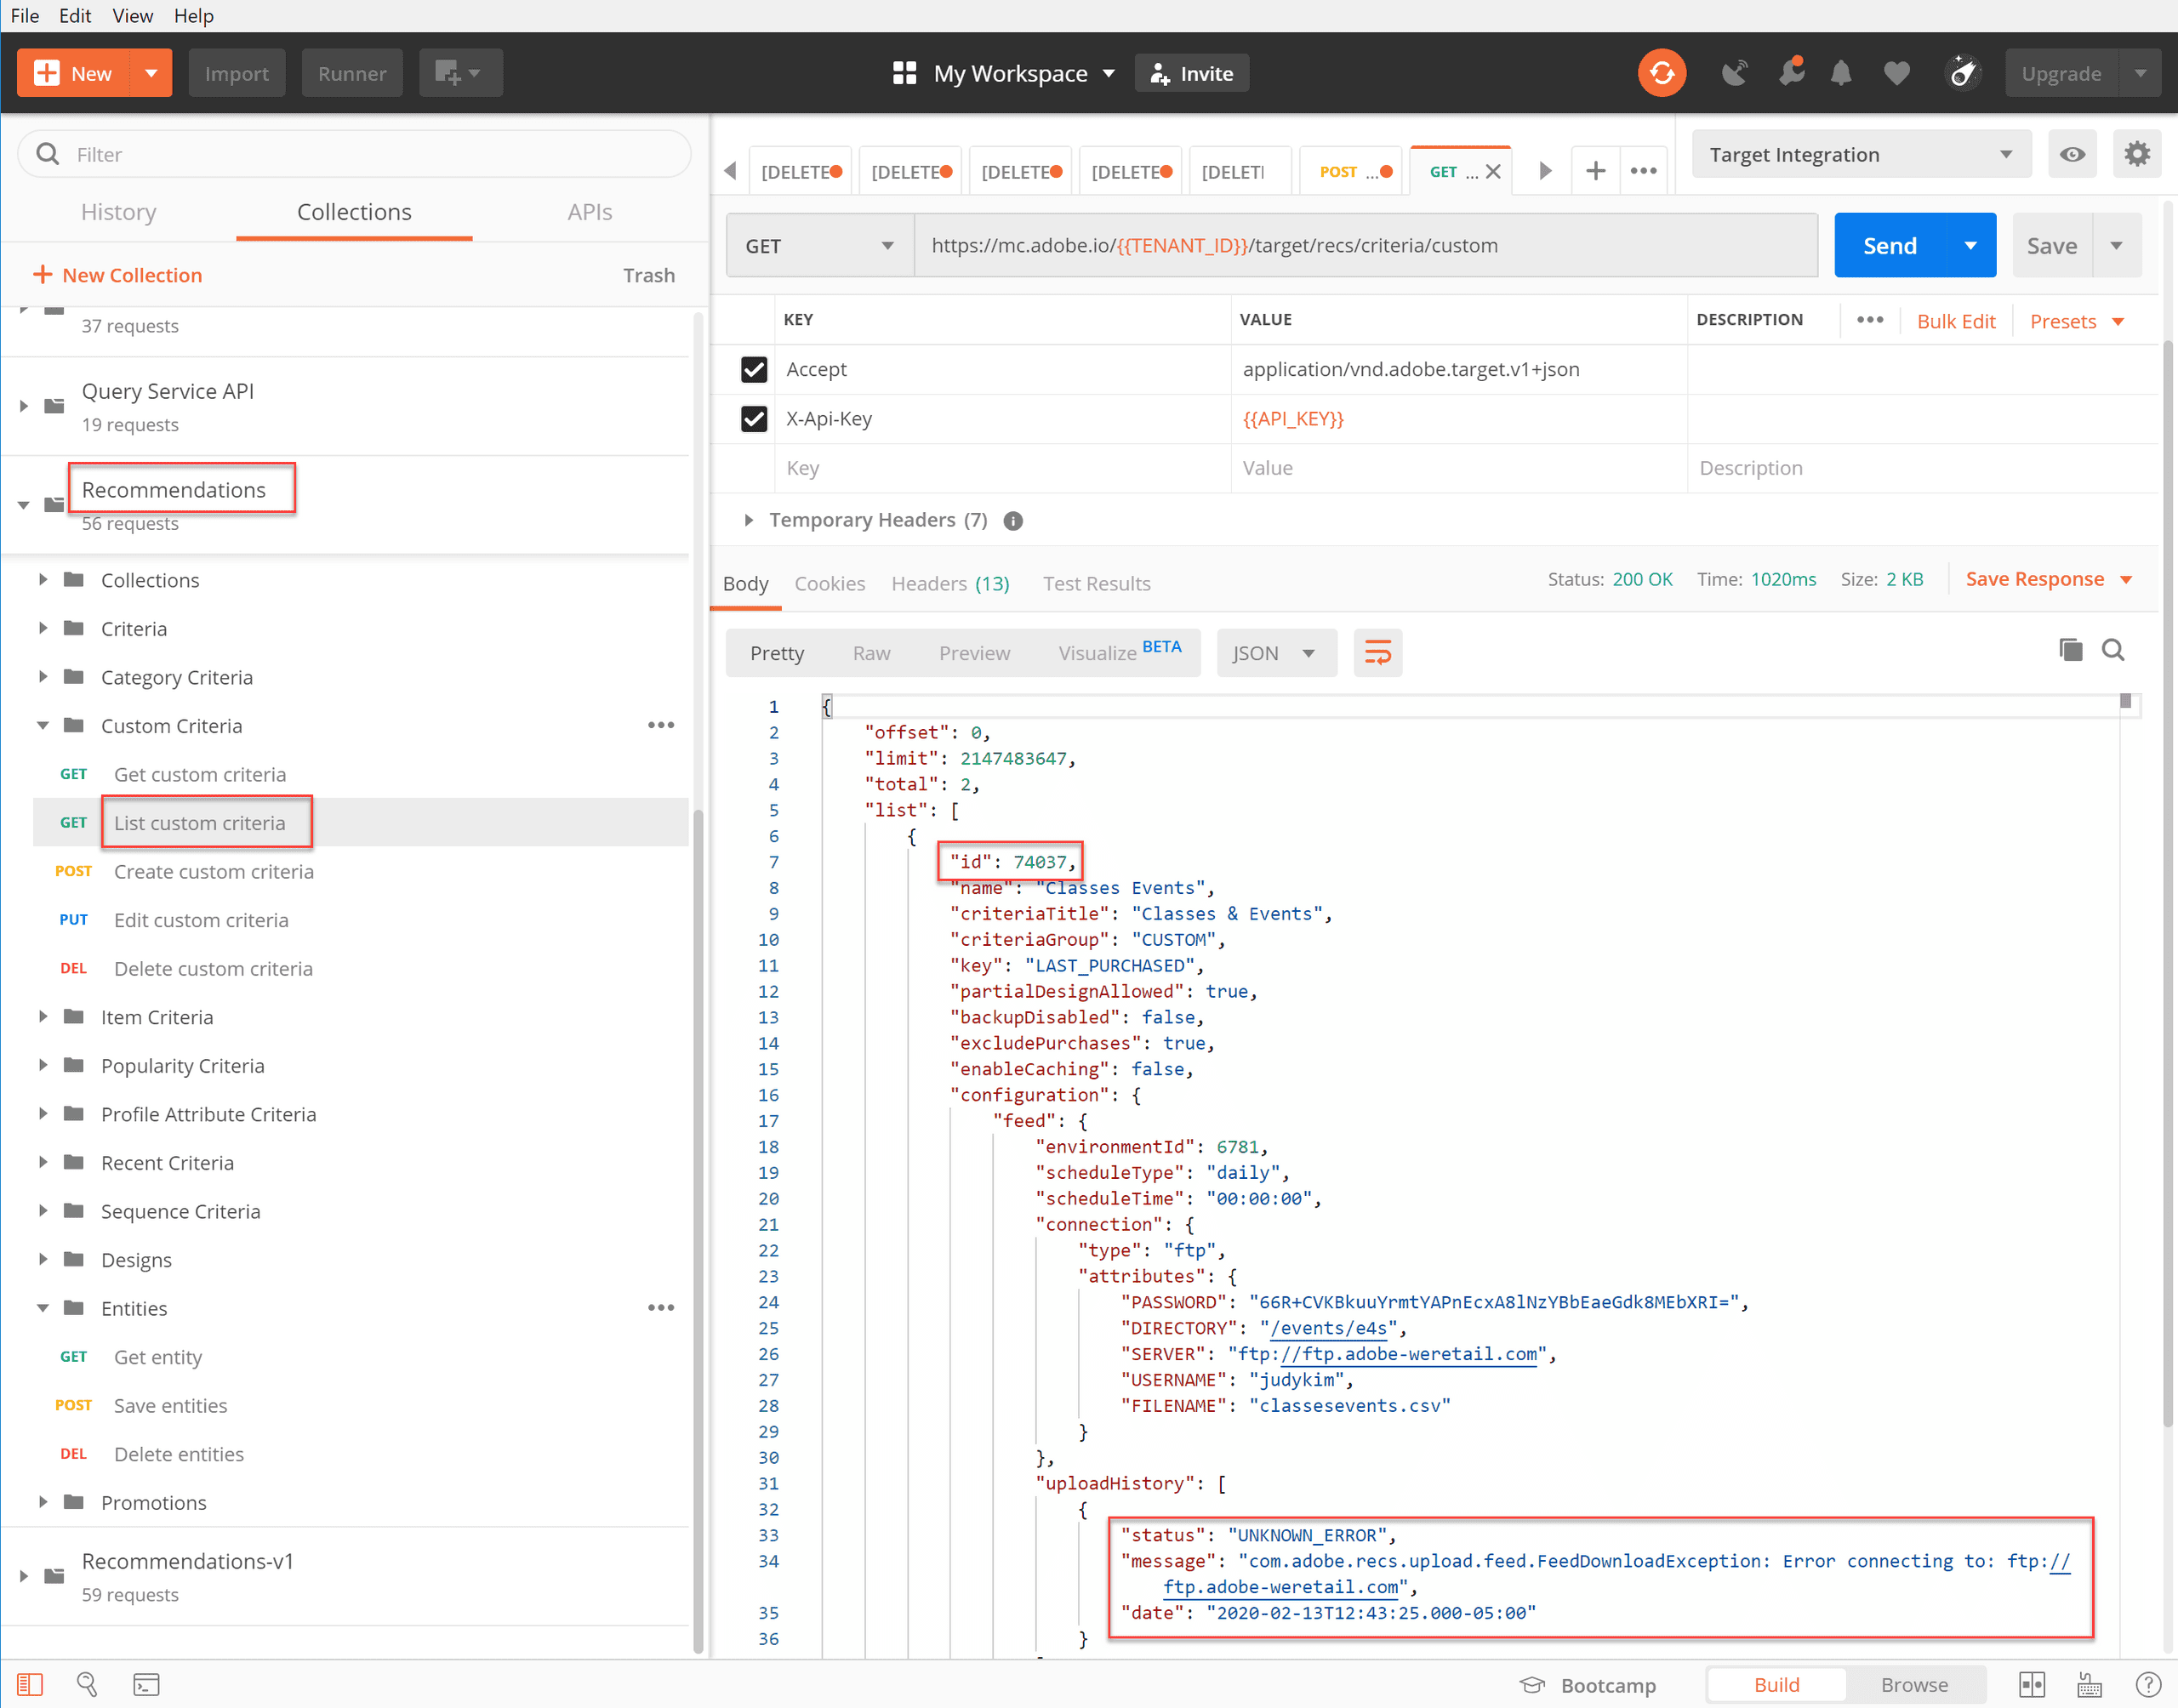 File Edit View Help
New Import Runner My Workspace Invite Upgrade
Filter
History Collections APIs
New Collection Trash
37 requests
Query Service API
19 requests
Recommendations
56 requests
Collections
Criteria
Category Criteria
Custom Criteria
GET Get custom criteria
GET List custom criteria
POST Create custom criteria
PUT Edit custom criteria
DEL Delete custom criteria
Item Criteria
Popularity Criteria
Profile Attribute Criteria
Recent Criteria
Sequence Criteria
Designs
Entities
GET Get entity
POST Save entities
DEL Delete entities
Promotions
Recommendations-v1
59 requests
[DELETE [DELETE [DELETE [DELETE [DELETI POST ... GET ... Target Integration
GET https://mc.adobe.io/{{TENANT_ID}}/target/recs/criteria/custom Send Save
KEY VALUE DESCRIPTION Bulk Edit Presets
Accept application/vnd.adobe.target.v1+json
X-Api-Key {{API_KEY}}
Key Value Description
Temporary Headers (7)
Body Cookies Headers (13) Test Results Status: 200 OK Time: 1020ms Size: 2 KB Save Response
Pretty Raw Preview Visualize BETA JSON
1 {
2 "offset": 0,
3 "limit": 2147483647,
4 "total": 2,
5 "list": [
6 {
7 "id": 74037,
8 "name": "Classes Events",
9 "criteriaTitle": "Classes & Events",
10 "criteriaGroup": "CUSTOM",
11 "key": "LAST_PURCHASED",
12 "partialDesignAllowed": true,
13 "backupDisabled": false,
14 "excludePurchases": true,
15 "enableCaching": false,
16 "configuration": {
17 "feed": {
18 "environmentId": 6781,
19 "scheduleType": "daily",
20 "scheduleTime": "00:00:00",
21 "connection": {
22 "type": "ftp",
23 "attributes": {
24 "PASSWORD": "66R+CVKBkuuYrmtYAPnEcxA8lNzYBbEaeGdk8MEbXRI=",
25 "DIRECTORY": "/events/e4s",
26 "SERVER": "ftp://ftp.adobe-weretail.com",
27 "USERNAME": "judykim",
28 "FILENAME": "classesevents.csv"
29 }
30 },
31 "uploadHistory": [
32 {
33 "status": "UNKNOWN_ERROR",
34 "message": "com.adobe.recs.upload.feed.FeedDownloadException: Error connecting to: ftp://
ftp.adobe-weretail.com",
35 "date": "2020-02-13T12:43:25.000-05:00"
36 }
Bootcamp Build Browse